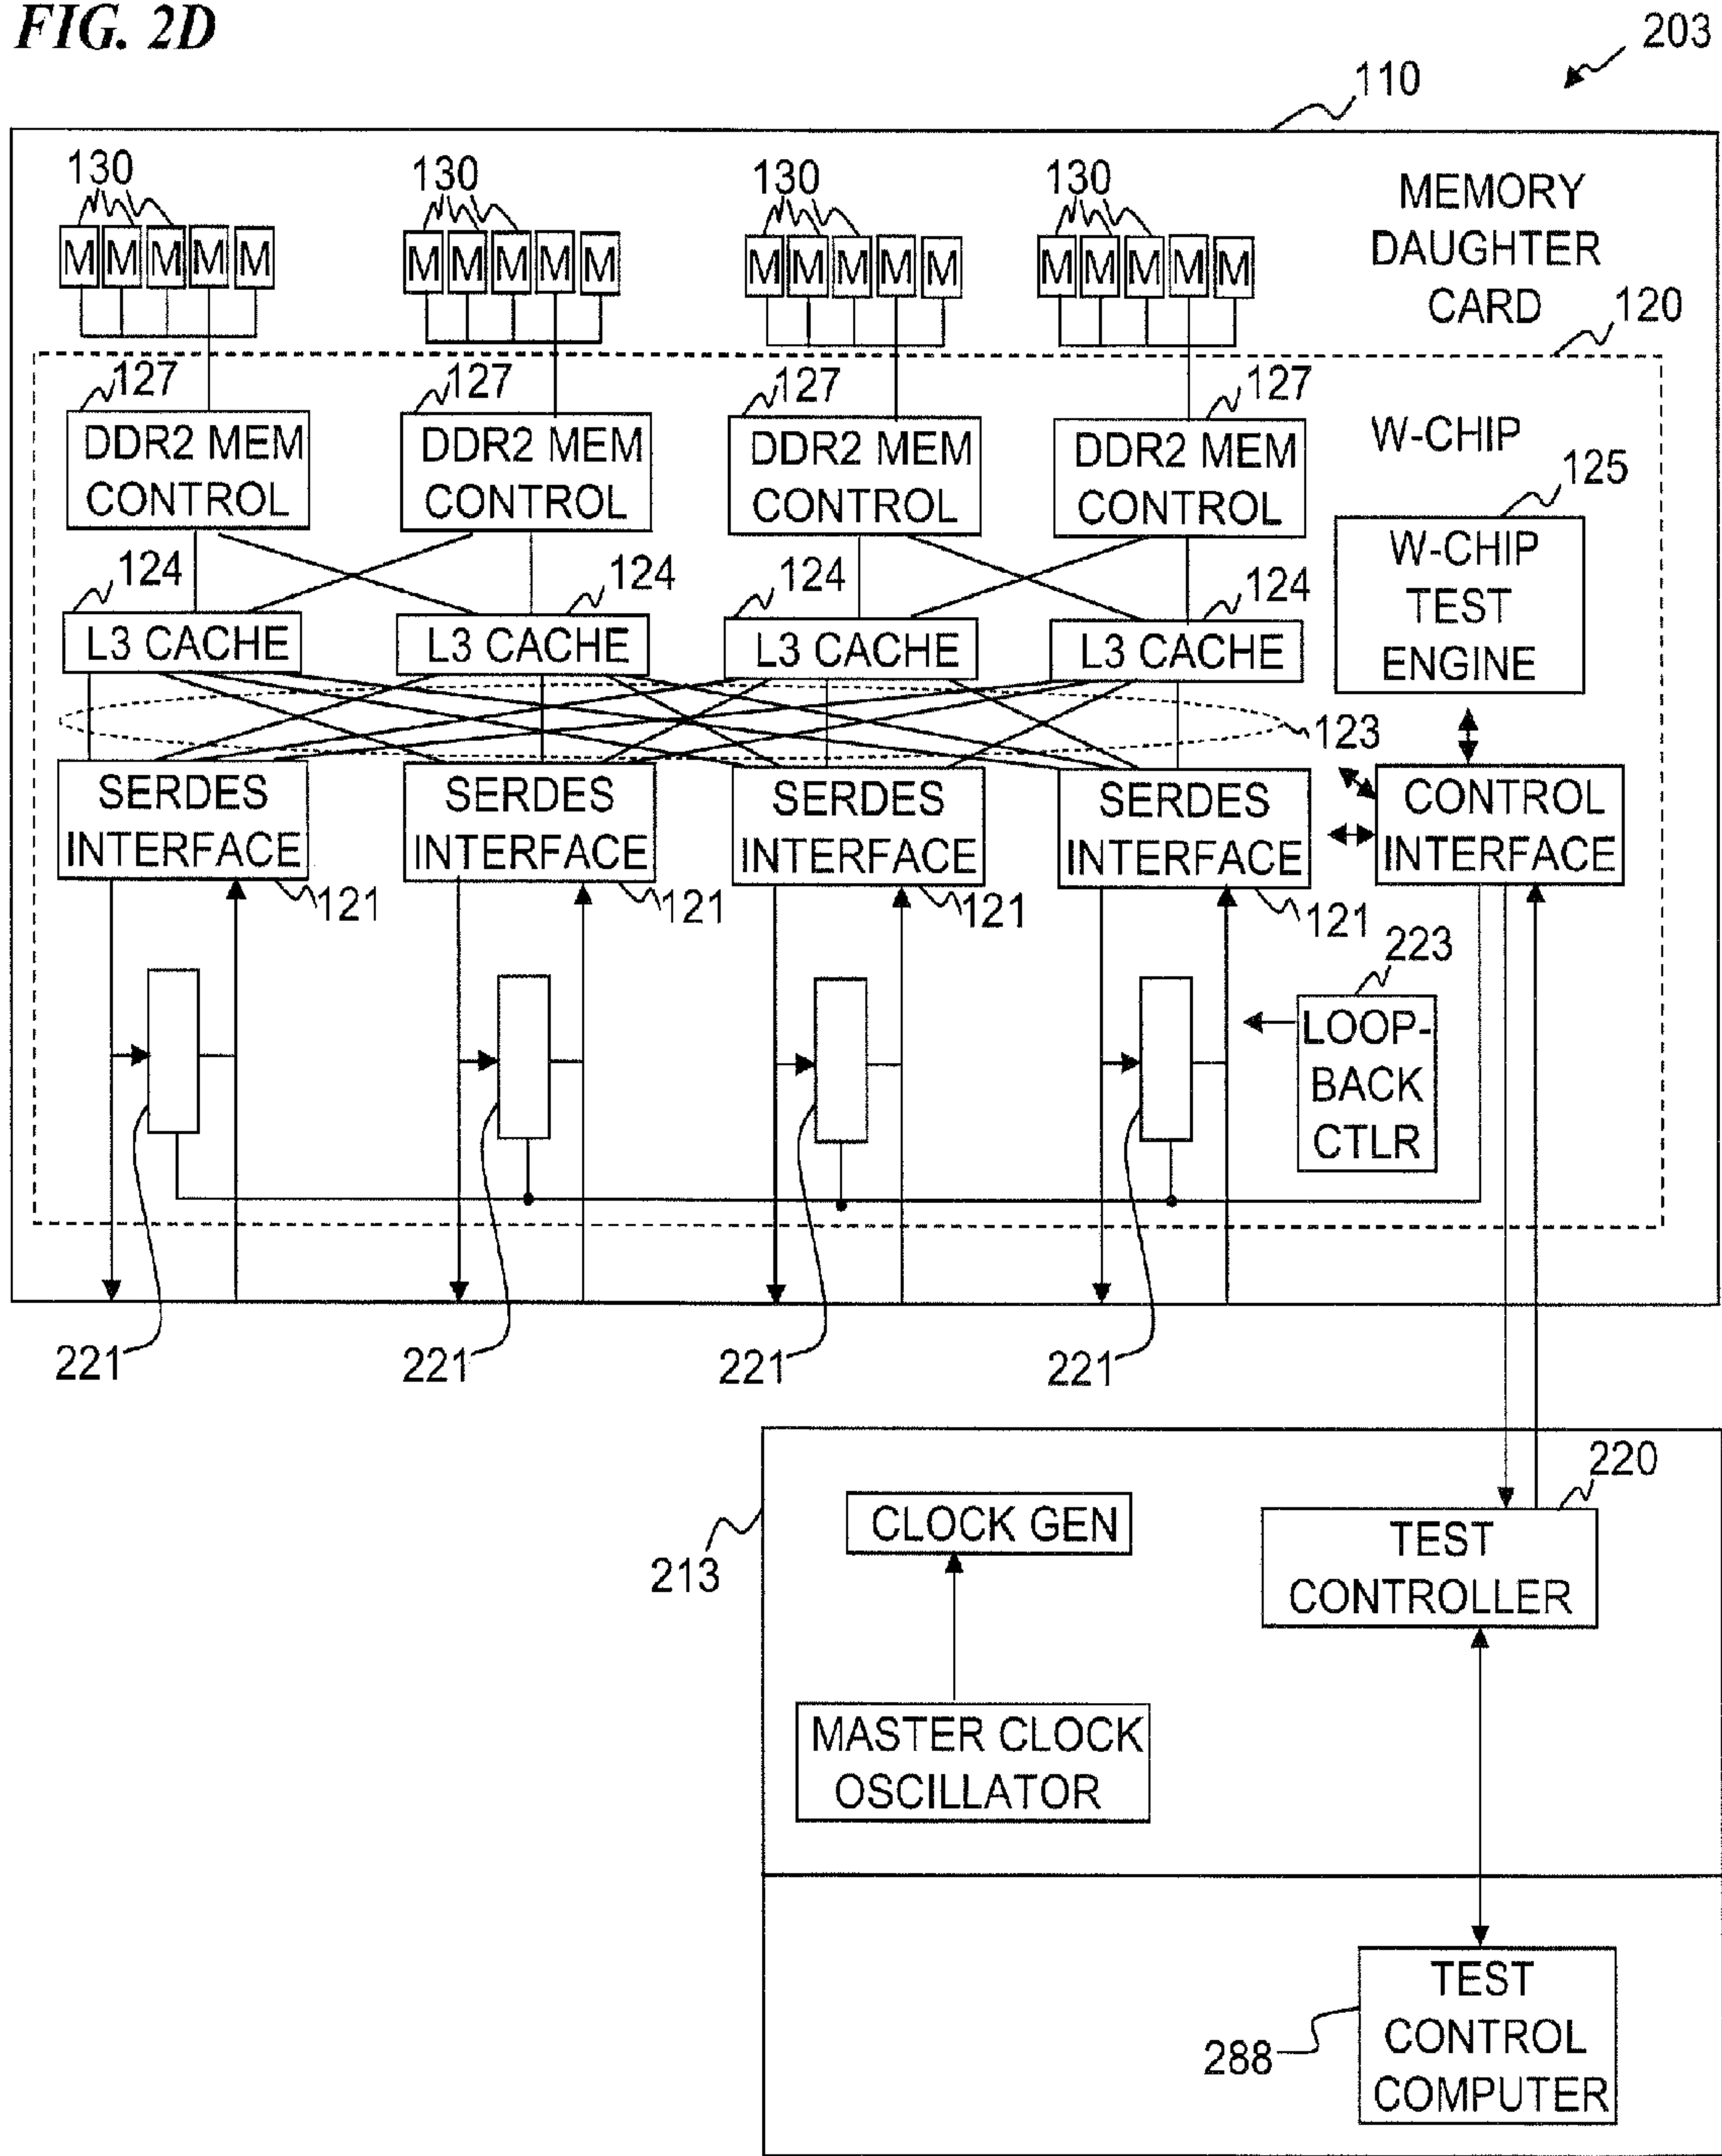 FIG. 2D
203
110
130 130 130 130
MEMORY
DAUGHTER
CARD
M M M M M M M M M M M M M M M M M M M M
120
127 127 127 127
DDR2 MEM
CONTROL
DDR2 MEM
CONTROL
DDR2 MEM
CONTROL
DDR2 MEM
CONTROL
W-CHIP
125
W-CHIP
TEST
ENGINE
124 124 124 124
L3 CACHE L3 CACHE L3 CACHE L3 CACHE
123
SERDES
INTERFACE
SERDES
INTERFACE
SERDES
INTERFACE
SERDES
INTERFACE
CONTROL
INTERFACE
121 121 121 121
223
LOOP-
BACK
CTLR
221 221 221 221
220
CLOCK GEN
TEST
CONTROLLER
213
MASTER CLOCK
OSCILLATOR
TEST
CONTROL
COMPUTER
288